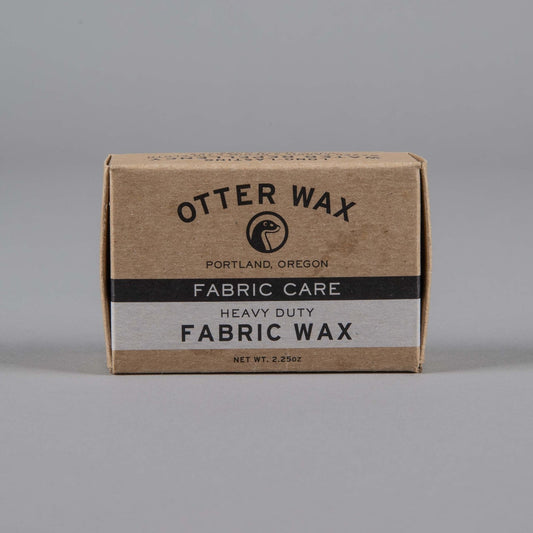 OTTER WAX
PORTLAND, OREGON
FABRIC CARE
HEAVY DUTY
FABRIC WAX
NET WT. 2.25oz